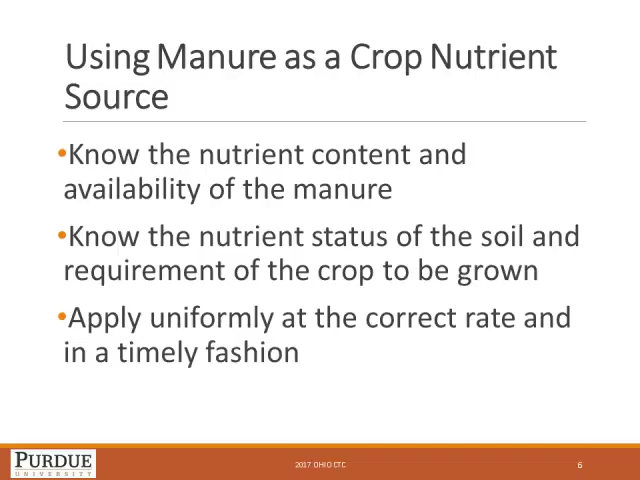 Using Manure as a Crop Nutrient
Source
•Know the nutrient content and
availability of the manure
•Know the nutrient status of the soil and
requirement of the crop to be grown
•Apply uniformly at the correct rate and
in a timely fashion
PURDUE
UNIVERSITY
2017 OHIO CTC
6